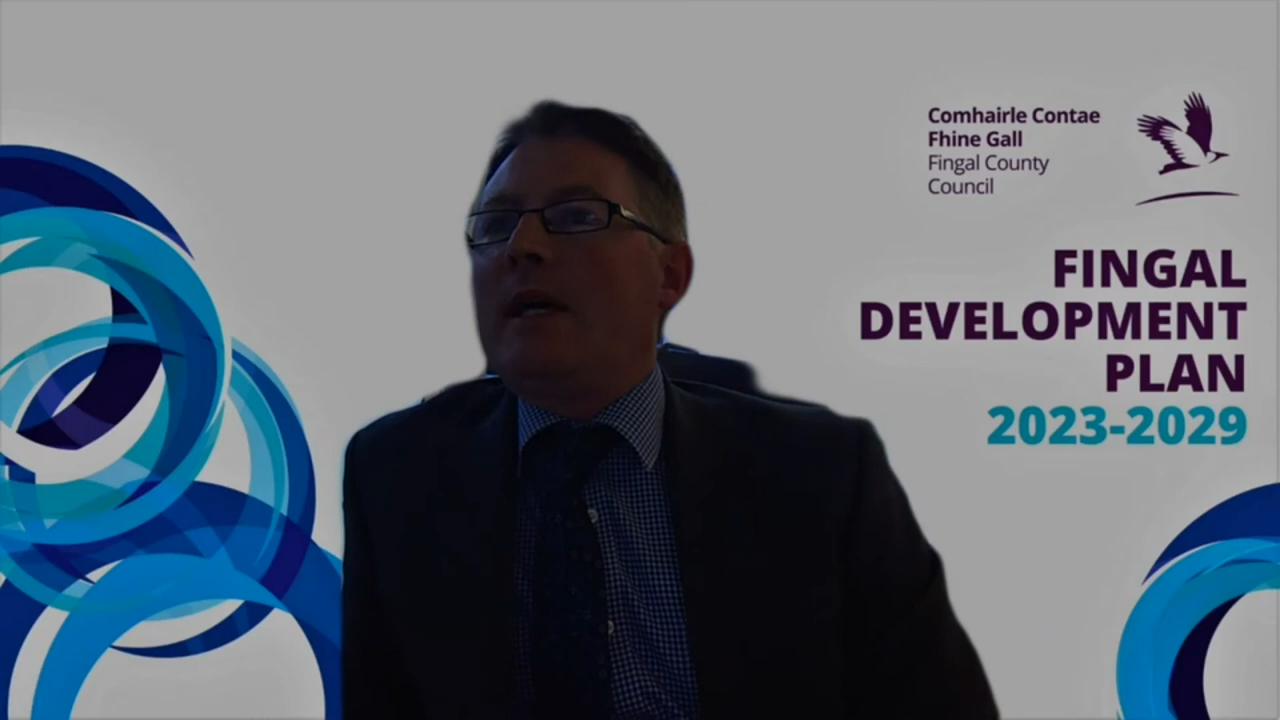 Comhairle Contae
Fhine Gall
Fingal County
Council
FINGAL
DEVELOPMENT
PLAN
2023-2029